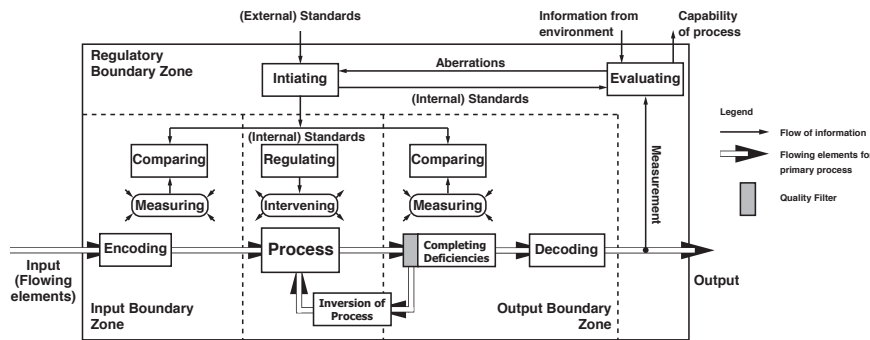 (External) Standards
Information from
environment
Capability
of process
Regulatory
Boundary Zone
Intiating
Aberrations
Evaluating
(Internal) Standards
Legend
Flow of information
Flowing elements for
primary process
Quality Filter
(Internal) Standards
Comparing
Regulating
Comparing
Measuring
Intervening
Measuring
Measurement
Encoding
Process
Completing
Deficiencies
Decoding
Input
(Flowing
elements)
Output
Inversion of
Process
Input Boundary
Zone
Output Boundary
Zone